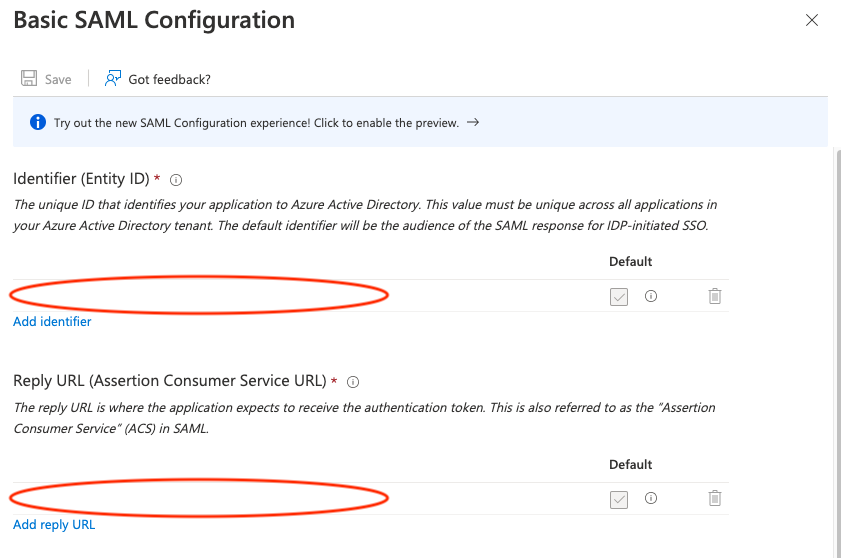 Basic SAML Configuration
Save
Got feedback?
Try out the new SAML Configuration experience! Click to enable the preview. →
Identifier (Entity ID) *
The unique ID that identifies your application to Azure Active Directory. This value must be unique across all applications in
your Azure Active Directory tenant. The default identifier will be the audience of the SAML response for IDP-initiated SSO.
Default
Add identifier
Reply URL (Assertion Consumer Service URL) *
The reply URL is where the application expects to receive the authentication token. This is also referred to as the "Assertion
Consumer Service" (ACS) in SAML.
Default
Add reply URL